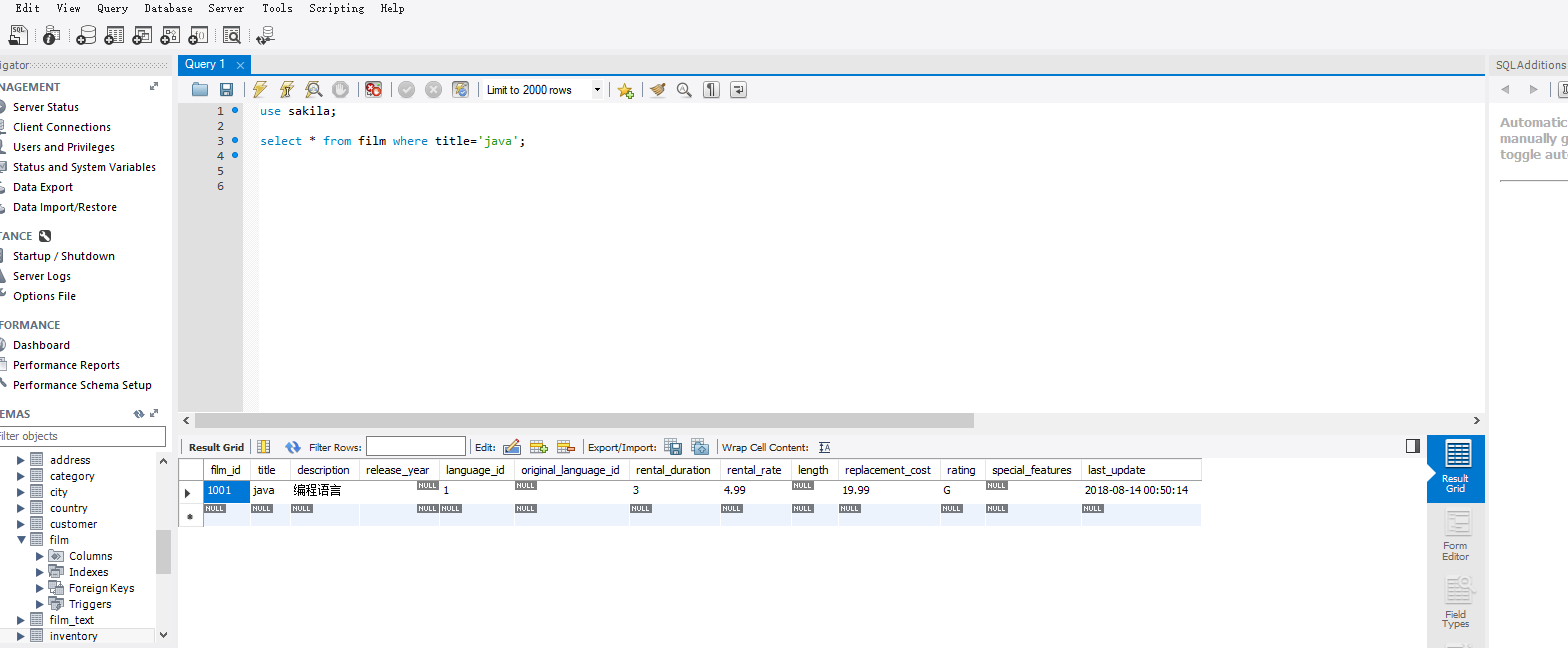 Edit View Query Database Server Tools Scripting Help
igator
Query 1
SQLAdditions
NAGEMENT
Server Status
Client Connections
Users and Privileges
Status and System Variables
Data Export
Data Import/Restore
TANCE
Startup / Shutdown
Server Logs
Options File
FORMANCE
Dashboard
Performance Reports
Performance Schema Setup
EMAS
ilter objects
address
category
city
country
customer
film
Columns
Indexes
Foreign Keys
Triggers
film_text
inventory
Limit to 2000 rows
1 use sakila;
2
3 select * from film where title='java';
4
5
6
Automatic
manually g
toggle aut
Result Grid Filter Rows: Edit: Export/Import: Wrap Cell Content:
film_id title description release_year language_id original_language_id rental_duration rental_rate length replacement_cost rating special_features last_update
1001 java 编程语言 NULL 1 NULL 3 4.99 NULL 19.99 G NULL 2018-08-14 00:50:14
NULL NULL NULL NULL NULL NULL NULL NULL NULL NULL NULL NULL NULL
Result
Grid
Form
Editor
Field
Types